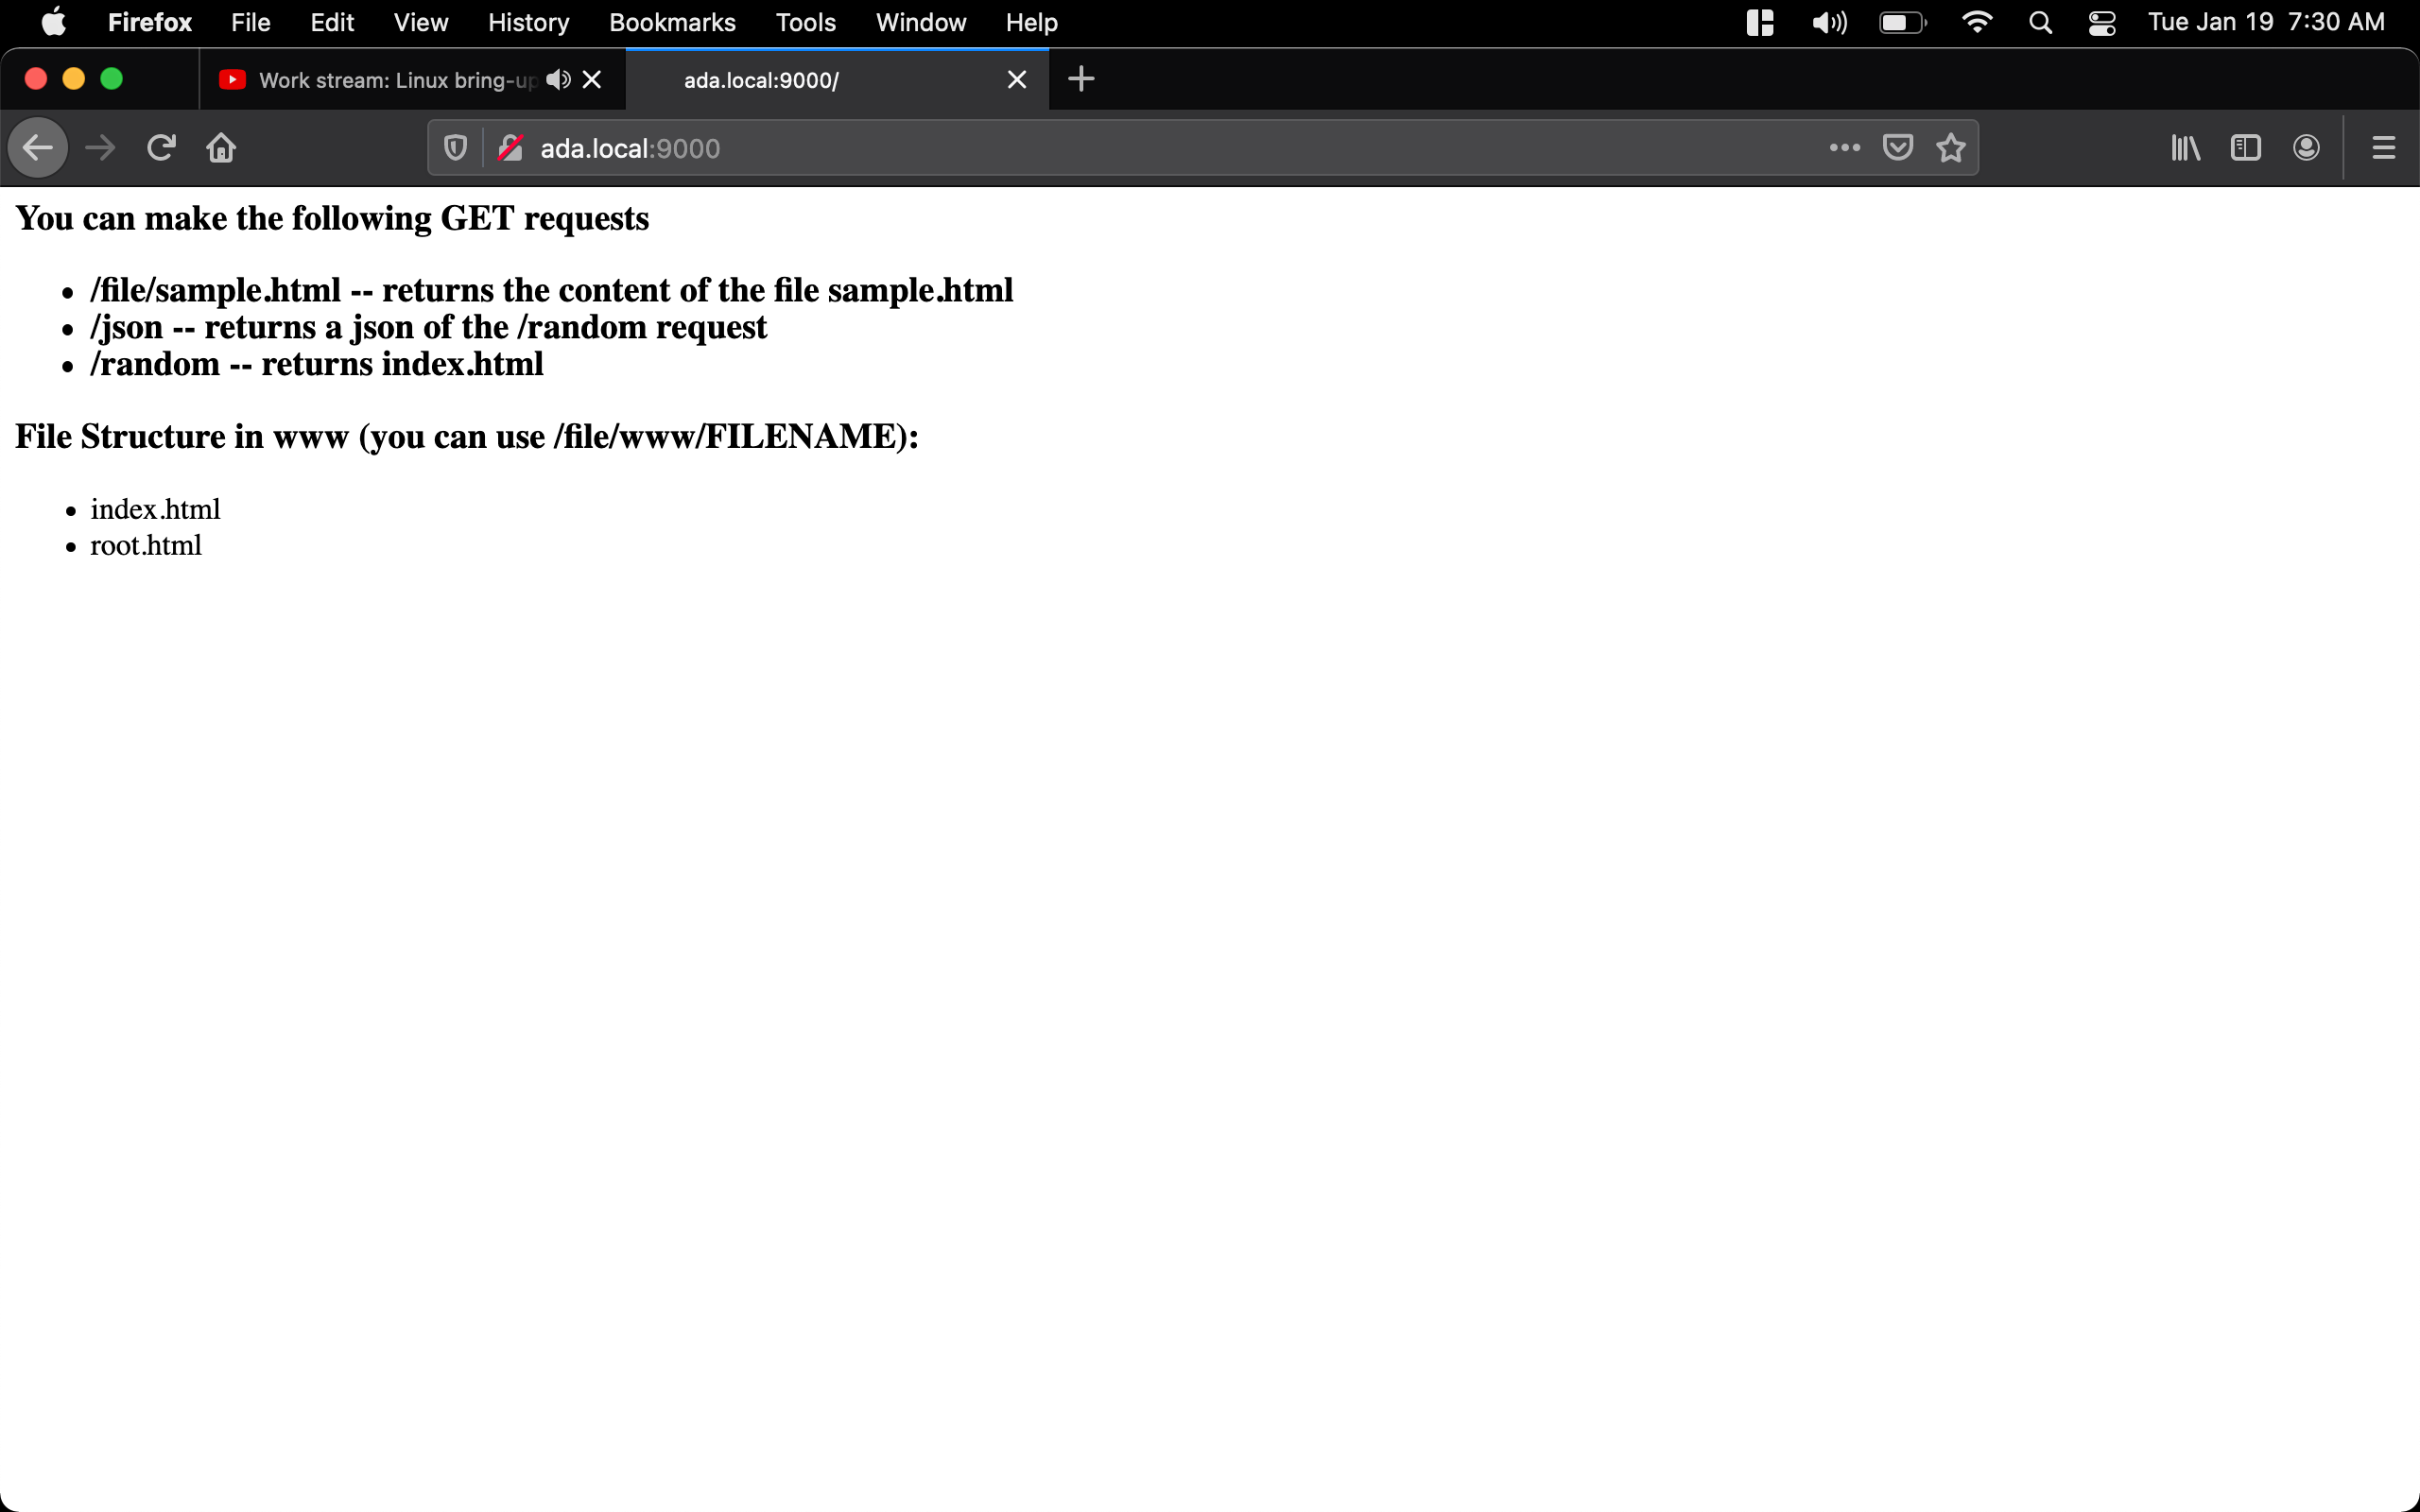 Firefox File Edit View History Bookmarks Tools Window Help Tue Jan 19 7:30 AM
Work stream: Linux bring-up ada.local:9000/
ada.local:9000
You can make the following GET requests
/file/sample.html -- returns the content of the file sample.html
/json -- returns a json of the /random request
/random -- returns index.html
File Structure in www (you can use /file/www/FILENAME):
index.html
root.html